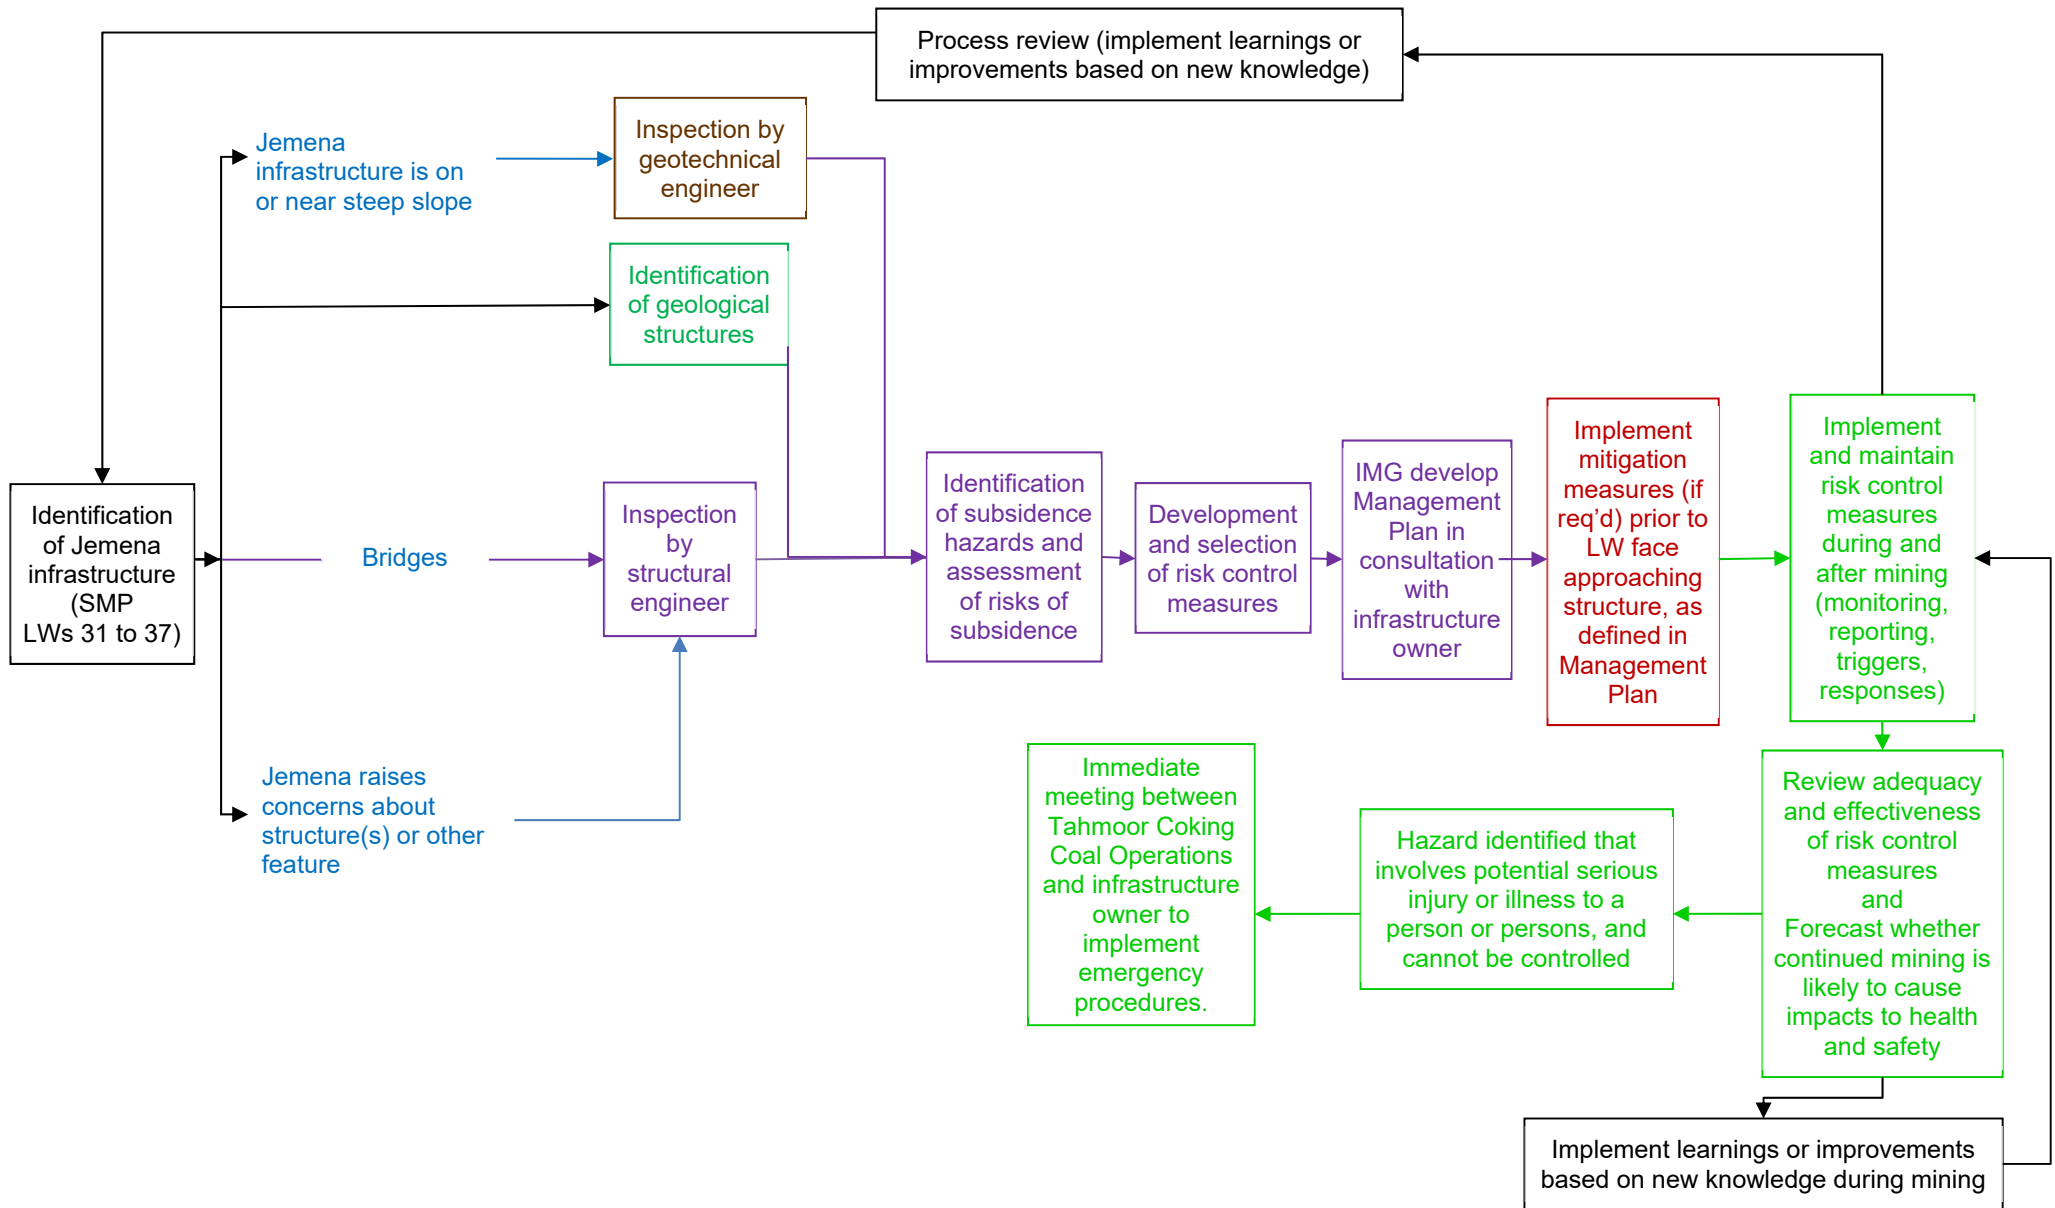 Process review (implement learnings or
improvements based on new knowledge)
Jemena
infrastructure is on
or near steep slope
Inspection by
geotechnical
engineer
Identification
of geological
structures
Identification
of Jemena
infrastructure
(SMP
LWs 31 to 37)
Bridges
Inspection
by
structural
engineer
Jemena raises
concerns about
structure(s) or other
feature
Identification
of subsidence
hazards and
assessment
of risks of
subsidence
Development
and selection
of risk control
measures
IMG develop
Management
Plan in
consultation
with
infrastructure
owner
Implement
mitigation
measures (if
req’d) prior to
LW face
approaching
structure, as
defined in
Management
Plan
Implement
and maintain
risk control
measures
during and
after mining
(monitoring,
reporting,
triggers,
responses)
Review adequacy
and effectiveness
of risk control
measures
and
Forecast whether
continued mining is
likely to cause
impacts to health
and safety
Hazard identified that
involves potential serious
injury or illness to a
person or persons, and
cannot be controlled
Immediate
meeting between
Tahmoor Coking
Coal Operations
and infrastructure
owner to
implement
emergency
procedures.
Implement learnings or improvements
based on new knowledge during mining